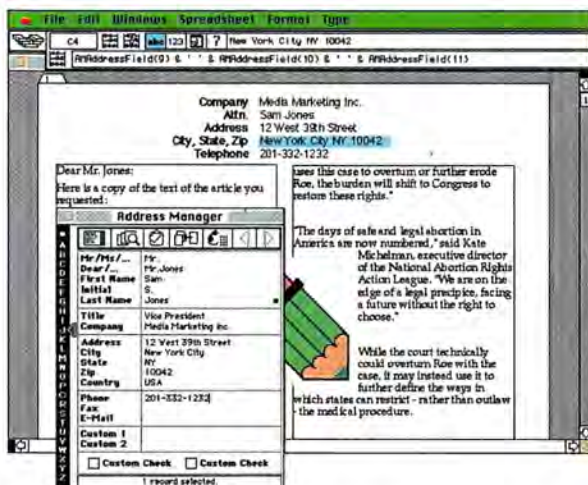 File Edit Windows Spreadsheet Format Type
C4 abc 123 ? New York City NY 10042
AMAddressField(9) & ' ' & AMAddressField(10) & ' ' & AMAddressField(11)
1
Company Media Marketing Inc.
Attn. Sam Jones
Address 12 West 39th Street
City, State, Zip New York City NY 10042
Telephone 201-332-1232
Dear Mr. Jones:
Here is a copy of the text of the article you
requested:
uses this case to overturn or further erode
Roe, the burden will shift to Congress to
restore these rights."
"The days of safe and legal abortion in
America are now numbered," said Kate
Michelman, executive director
of the National Abortion Rights
Action League. "We are on the
edge of a legal precipice, facing
a future without the right to
choose."
While the court technically
could overturn Roe with the
case, it may instead use it to
further define the ways in
which states can restrict - rather than outlaw
- the medical procedure.
Address Manager
A B C D E F G H I J K L M N O P Q R S T U V W X Y Z
Mr/Ms/... Mr.
Dear/... Mr. Jones
First Name Sam
Initial S.
Last Name Jones
Title Vice President
Company Media Marketing Inc.
Address 12 West 39th Street
City New York City
State NY
Zip 10042
Country USA
Phone 201-332-1232
Fax
E-Mail
Custom 1
Custom 2
Custom Check Custom Check
1 record selected.